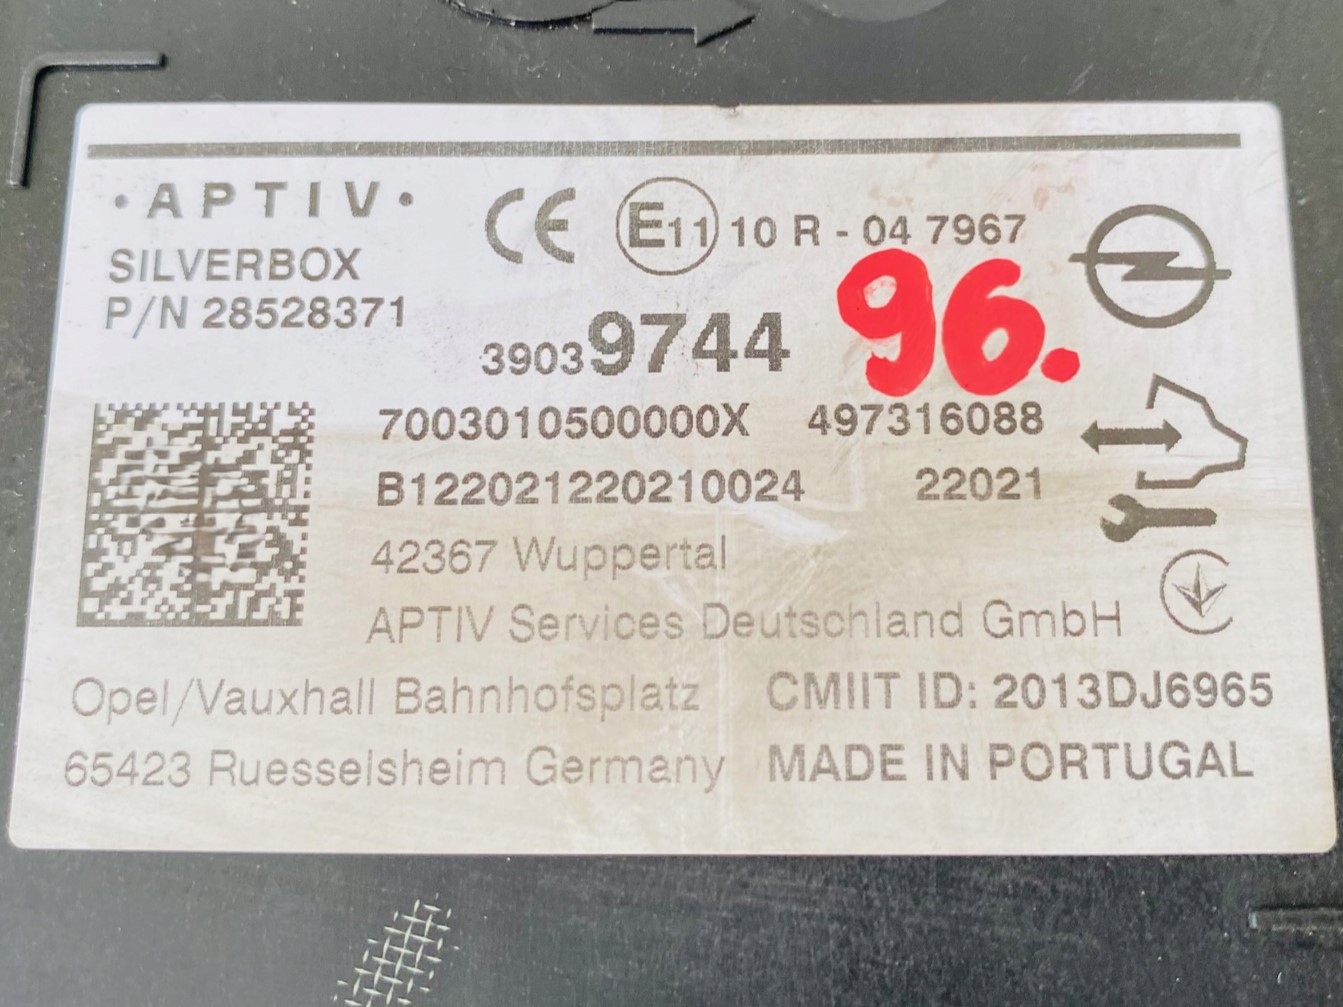 · APTIV ·
CE E11 10 R - 04 7967
SILVERBOX
P/N 28528371
39039744
96.
7003010500000X 497316088
B122021220210024 22021
42367 Wuppertal
APTIV Services Deutschland GmbH
Opel/Vauxhall Bahnhofsplatz
65423 Ruesselsheim Germany
CMIIT ID: 2013DJ6965
MADE IN PORTUGAL